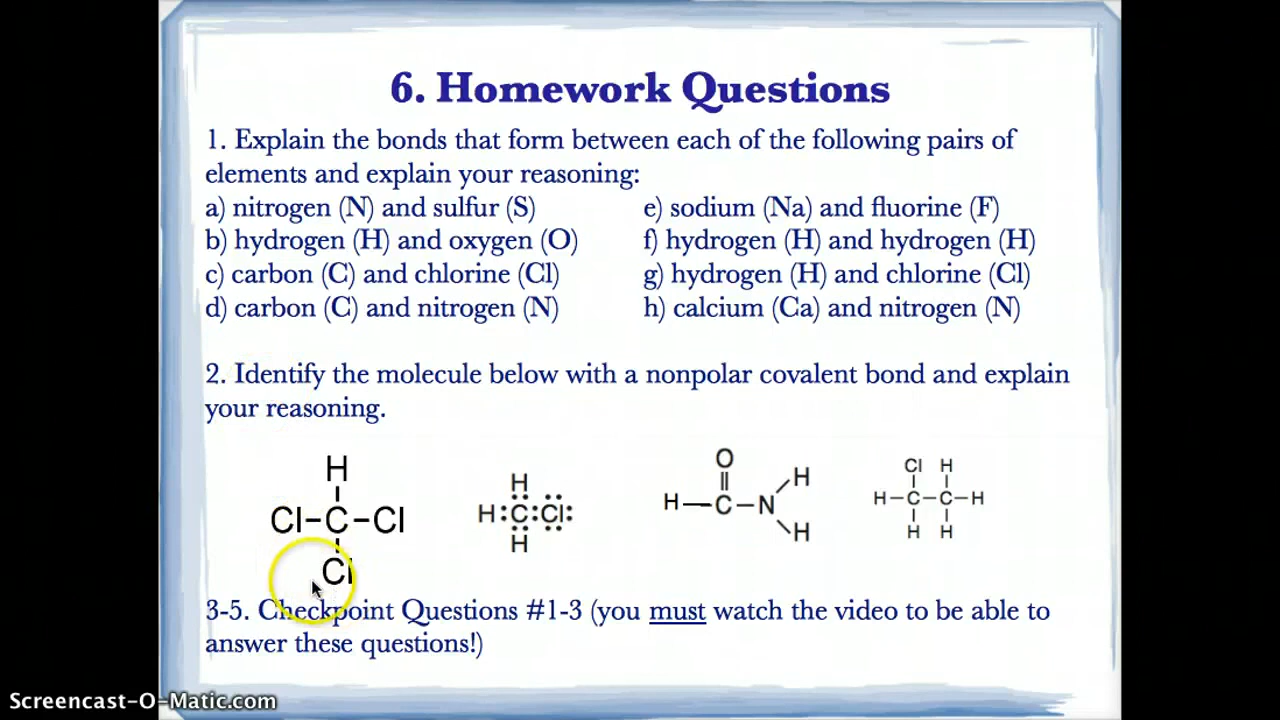 6. Homework Questions
1. Explain the bonds that form between each of the following pairs of
elements and explain your reasoning:
a) nitrogen (N) and sulfur (S)
b) hydrogen (H) and oxygen (O)
c) carbon (C) and chlorine (Cl)
d) carbon (C) and nitrogen (N)
e) sodium (Na) and fluorine (F)
f) hydrogen (H) and hydrogen (H)
g) hydrogen (H) and chlorine (Cl)
h) calcium (Ca) and nitrogen (N)
2. Identify the molecule below with a nonpolar covalent bond and explain
your reasoning.
H
Cl–C–Cl
Cl
H
H:C:Cl:
H
O
H
H–C–N
H
Cl H
H–C–C–H
H H
3-5. Checkpoint Questions #1-3 (you must watch the video to be able to
answer these questions!)
Screencast-O-Matic.com